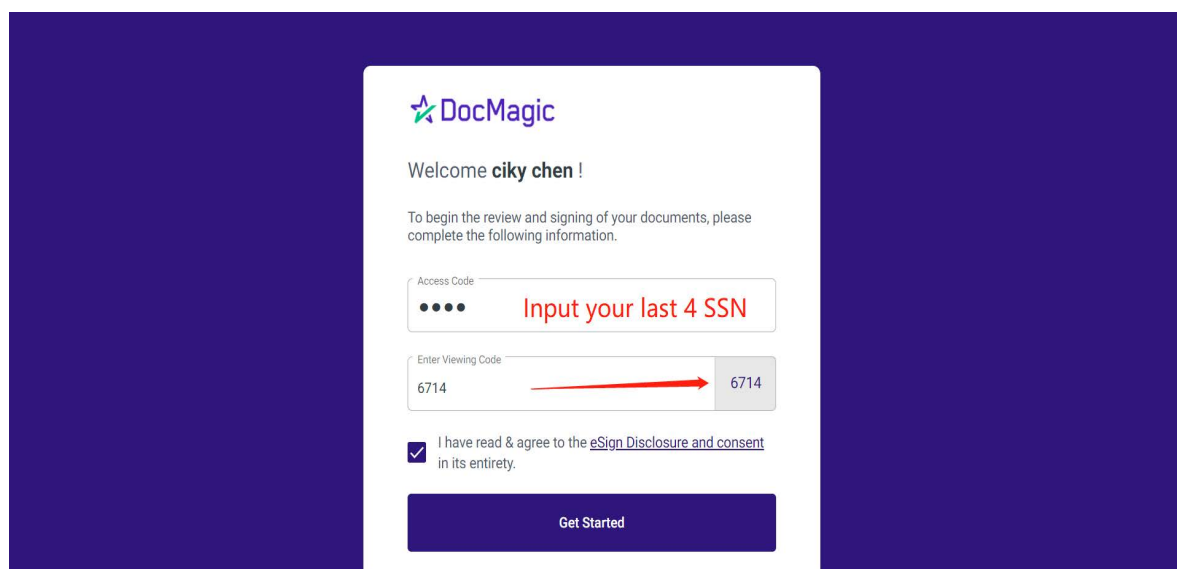 DocMagic
Welcome ciky chen !
To begin the review and signing of your documents, please
complete the following information.
Access Code
•••• Input your last 4 SSN
Enter Viewing Code
6714 6714
I have read & agree to the eSign Disclosure and consent
in its entirety.
Get Started